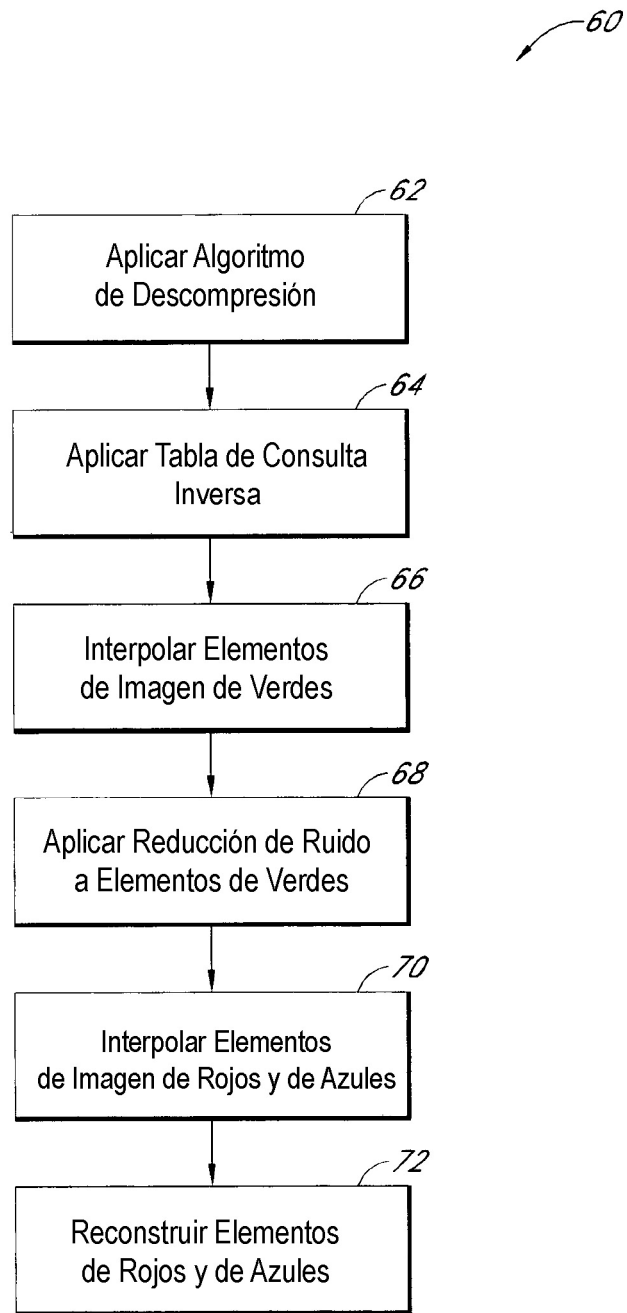 60
62
Aplicar Algoritmo
de Descompresión
64
Aplicar Tabla de Consulta
Inversa
66
Interpolar Elementos
de Imagen de Verdes
68
Aplicar Reducción de Ruido
a Elementos de Verdes
70
Interpolar Elementos
de Imagen de Rojos y de Azules
72
Reconstruir Elementos
de Rojos y de Azules